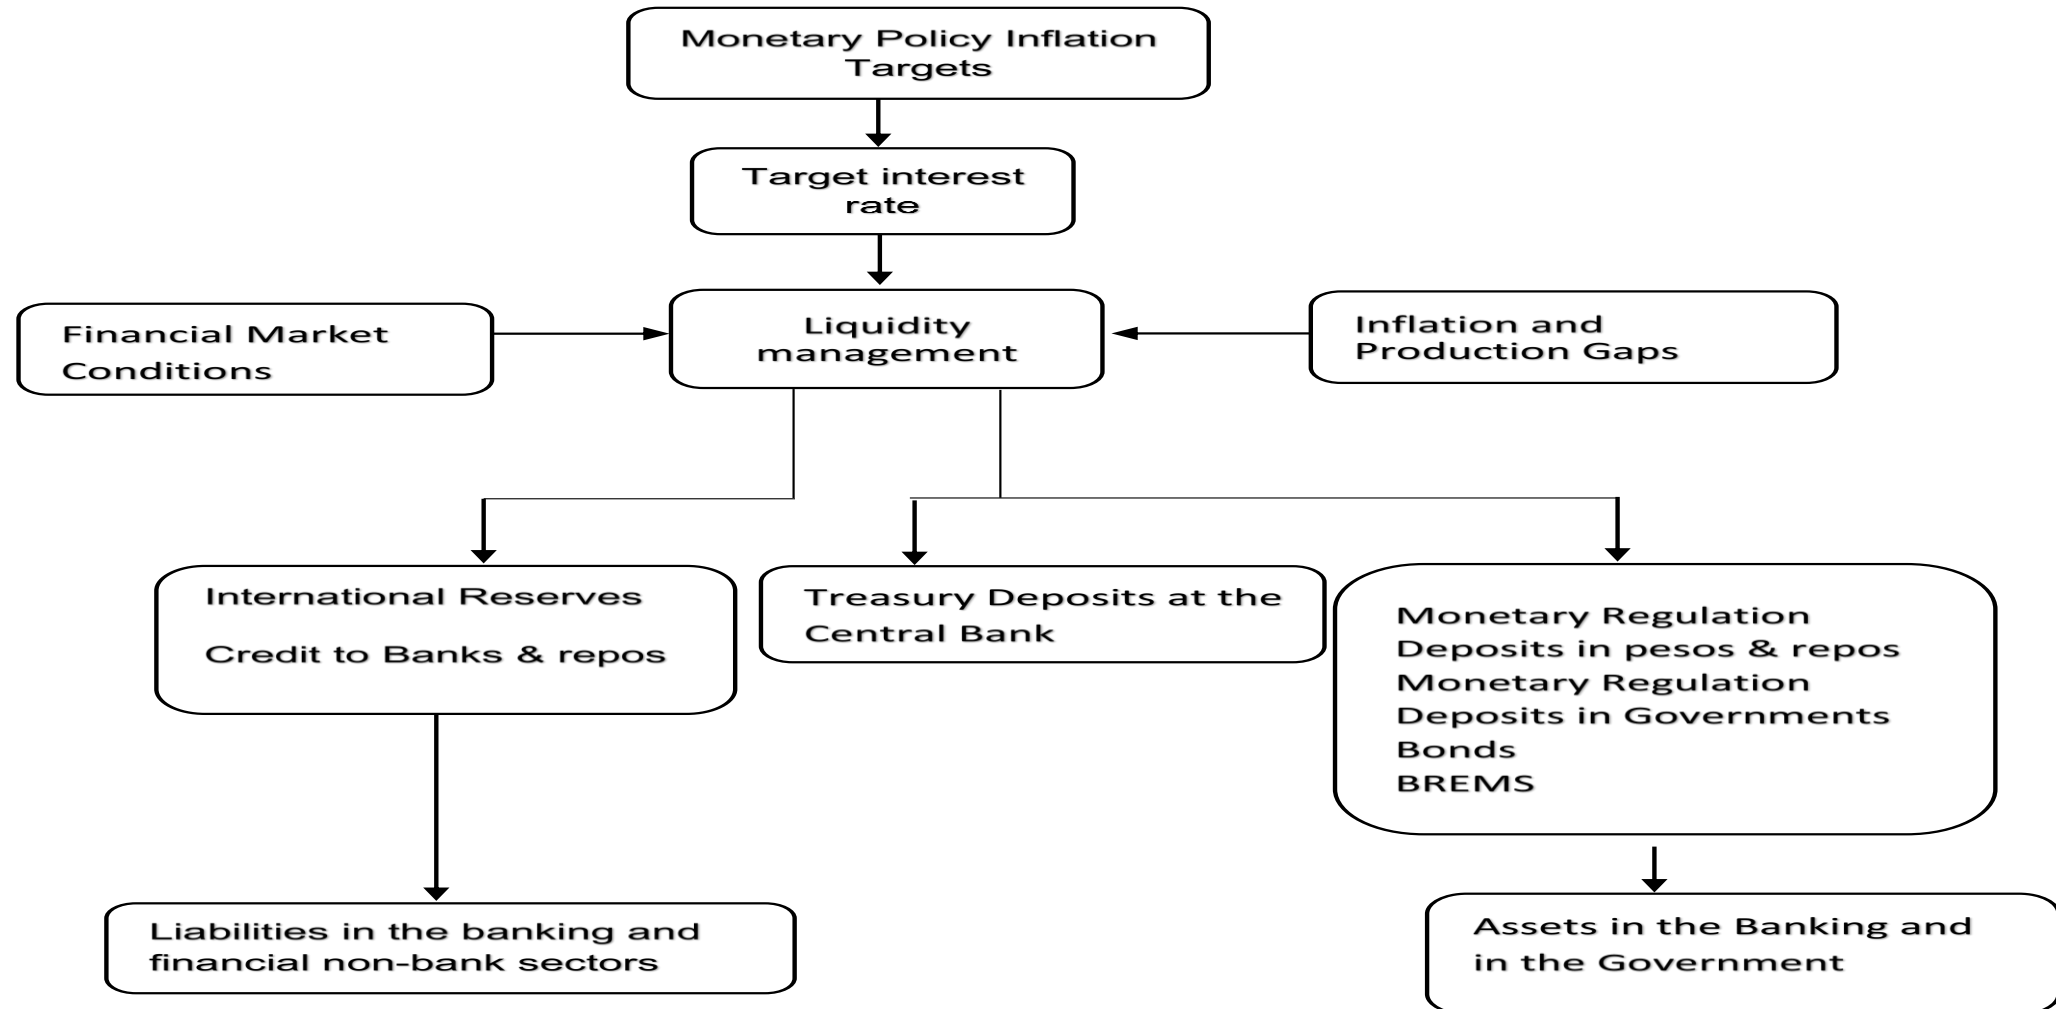 Monetary Policy Inflation
Targets
Target interest
rate
Financial Market
Conditions
Liquidity
management
Inflation and
Production Gaps
International Reserves
Credit to Banks & repos
Treasury Deposits at the
Central Bank
Monetary Regulation
Deposits in pesos & repos
Monetary Regulation
Deposits in Governments
Bonds
BREMS
Liabilities in the banking and
financial non-bank sectors
Assets in the Banking and
in the Government